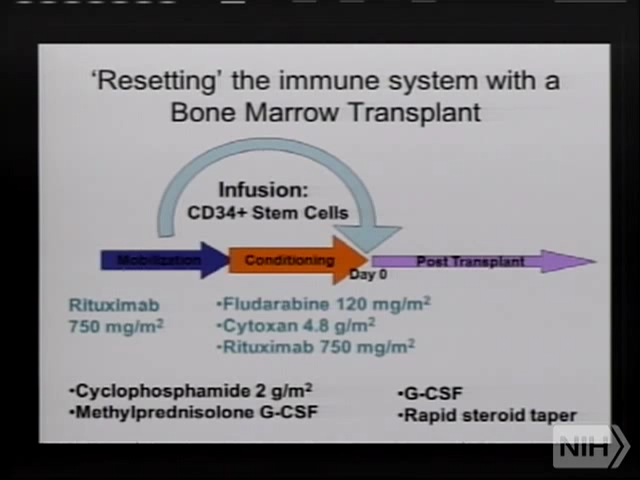 ‘Resetting’ the immune system with a
Bone Marrow Transplant
Infusion:
CD34+ Stem Cells
Mobilization
Conditioning
Day 0
Post Transplant
Rituximab
750 mg/m²
•Fludarabine 120 mg/m²
•Cytoxan 4.8 g/m²
•Rituximab 750 mg/m²
•Cyclophosphamide 2 g/m²
•Methylprednisolone G-CSF
•G-CSF
•Rapid steroid taper
NIH